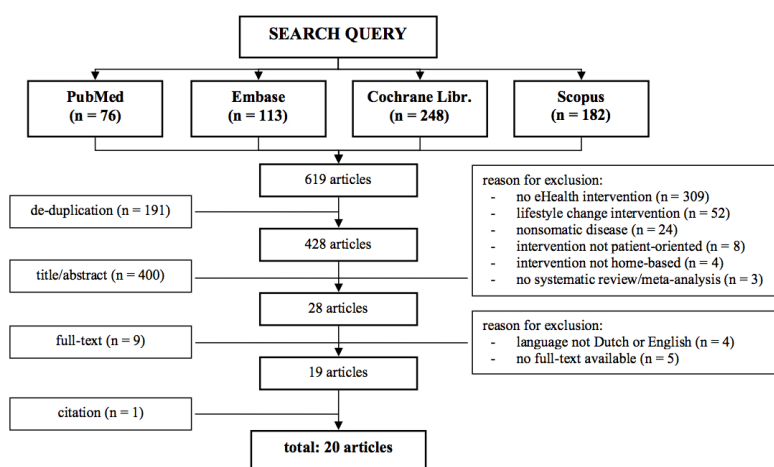 SEARCH QUERY
PubMed
(n = 76)
Embase
(n = 113)
Cochrane Libr.
(n = 248)
Scopus
(n = 182)
619 articles
de-duplication (n = 191)
428 articles
title/abstract (n = 400)
reason for exclusion:
- no eHealth intervention (n = 309)
- lifestyle change intervention (n = 52)
- nonsomatic disease (n = 24)
- intervention not patient-oriented (n = 8)
- intervention not home-based (n = 4)
- no systematic review/meta-analysis (n = 3)
28 articles
full-text (n = 9)
reason for exclusion:
- language not Dutch or English (n = 4)
- no full-text available (n = 5)
19 articles
citation (n = 1)
total: 20 articles